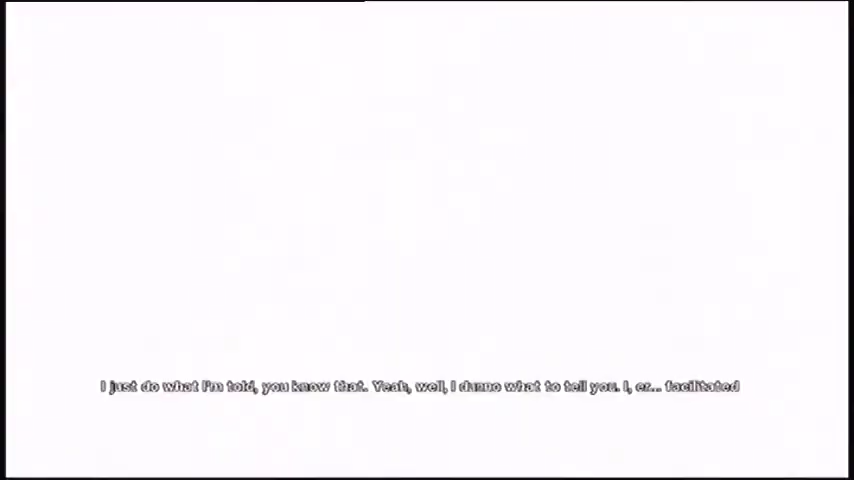 I just do what I'm told, you know that. Yeah, well, I dunno what to tell you. I, er... facilitated